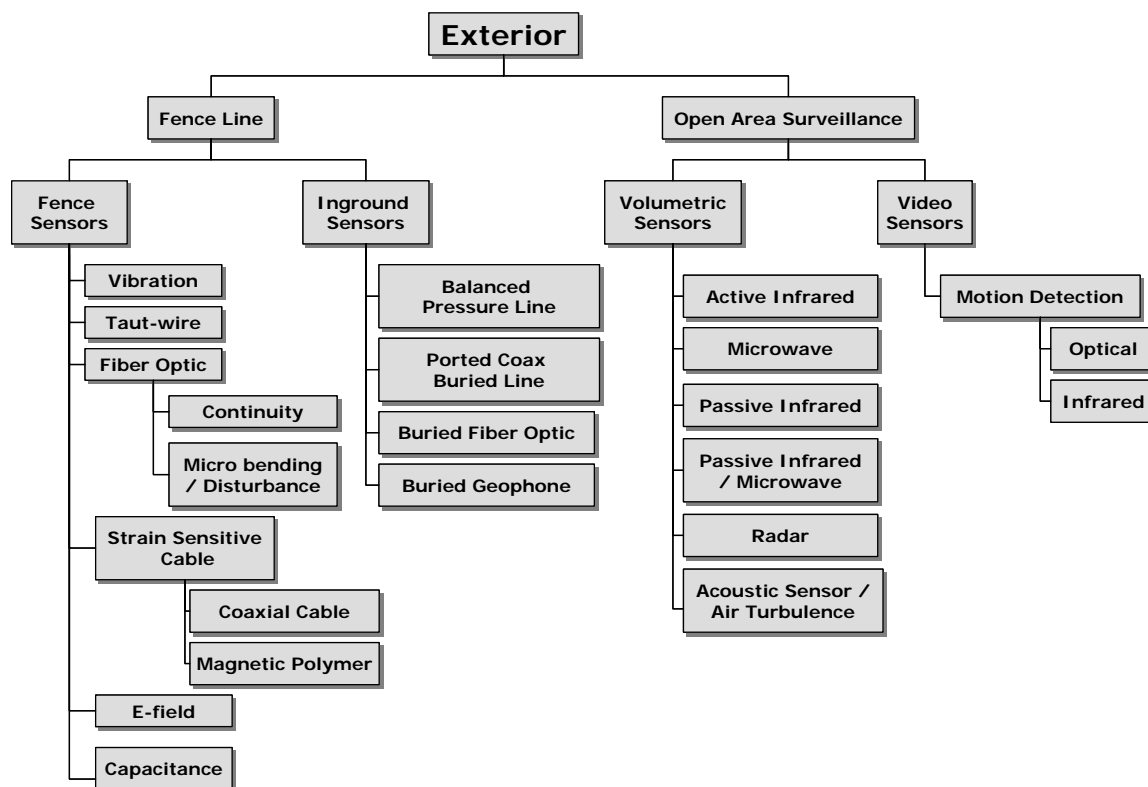 Exterior
Fence Line
Open Area Surveillance
Fence
Sensors
Inground
Sensors
Volumetric
Sensors
Video
Sensors
Vibration
Taut-wire
Fiber Optic
Continuity
Micro bending
/ Disturbance
Strain Sensitive
Cable
Coaxial Cable
Magnetic Polymer
E-field
Capacitance
Balanced
Pressure Line
Ported Coax
Buried Line
Buried Fiber Optic
Buried Geophone
Active Infrared
Microwave
Passive Infrared
Passive Infrared
/ Microwave
Radar
Acoustic Sensor /
Air Turbulence
Motion Detection
Optical
Infrared